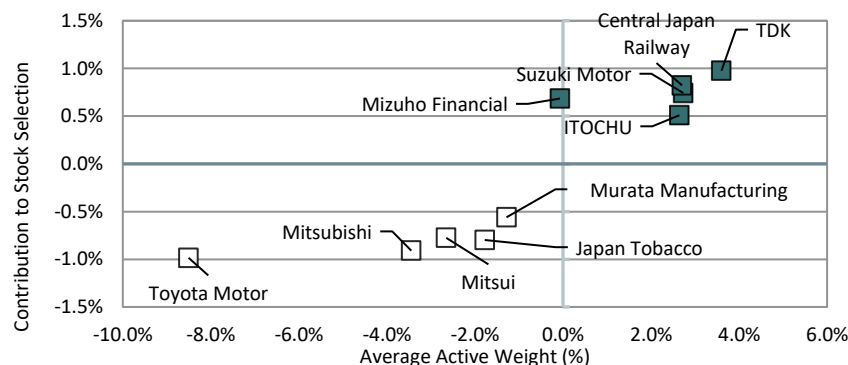 Contribution to Stock Selection
1.5%
1.0%
0.5%
0.0%
-0.5%
-1.0%
-1.5%
Central Japan
Railway
TDK
Suzuki Motor
Mizuho Financial
ITOCHU
Murata Manufacturing
Mitsubishi
Japan Tobacco
Mitsui
Toyota Motor
-10.0% -8.0% -6.0% -4.0% -2.0% 0.0% 2.0% 4.0% 6.0%
Average Active Weight (%)